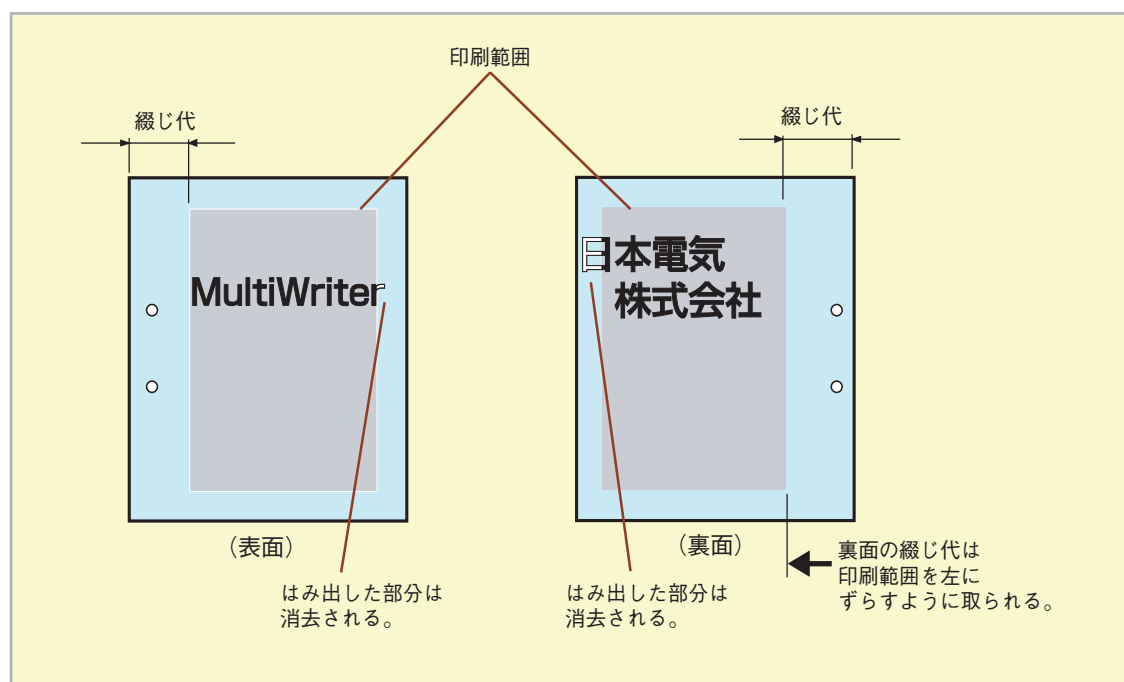 印刷範囲
綴じ代
綴じ代
MultiWriter
日本電気
株式会社
（表面）
（裏面）
はみ出した部分は
消去される。
はみ出した部分は
消去される。
裏面の綴じ代は
印刷範囲を左に
ずらすように取られる。